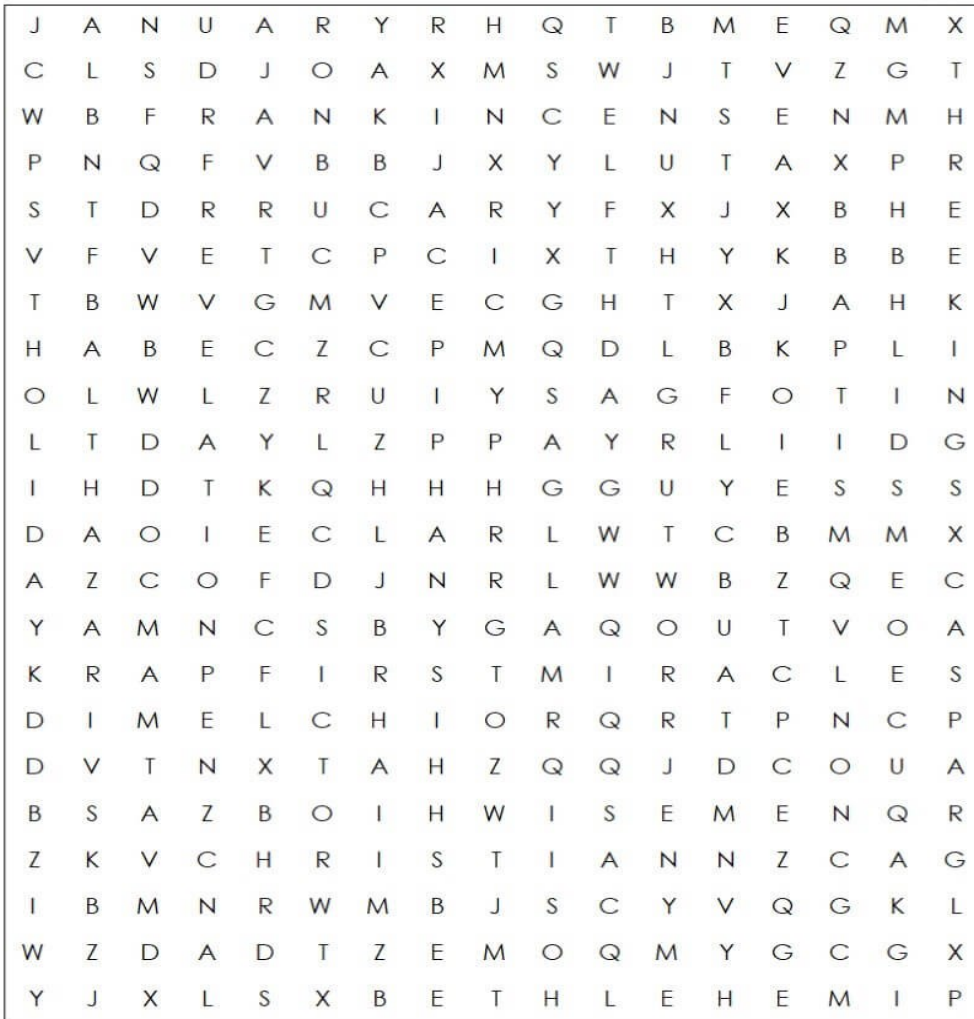 J A N U A R Y R H Q T B M E Q M X
C L S D J O A X M S W J T V Z G T
W B F R A N K I N C E N S E N M H
P N Q F V B B J X Y L U T A X P R
S T D R R U C A R Y F X J X B H E
V F V E T C P C I X T H Y K B B E
T B W V G M V E C G H T X J A H K
H A B E C Z C P M Q D L B K P L I
O L W L Z R U I Y S A G F O T I N
L T D A Y L Z P P A Y R L I I D G
I H D T K Q H H H G G U Y E S S S
D A O I E C L A R L W T C B M M X
A Z C O F D J N R L W W B Z Q E C
Y A M N C S B Y G A Q O U T V O A
K R A P F I R S T M I R A C L E S
D I M E L C H I O R Q R T P N C P
D V T N X T A H Z Q Q J D C O U A
B S A Z B O I H W I S E M E N Q R
Z K V C H R I S T I A N N Z C A G
I B M N R W M B J S C Y V Q G K L
W Z D A D T Z E M O Q M Y G C G X
Y J X L S X B E T H L E H E M I P